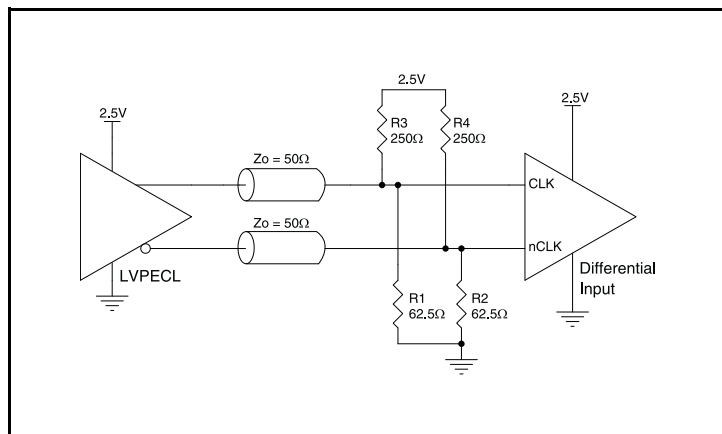 2.5V
2.5V
2.5V
R3
250Ω
R4
250Ω
Zo = 50Ω
CLK
Zo = 50Ω
nCLK
LVPECL
Differential
Input
R1
62.5Ω
R2
62.5Ω